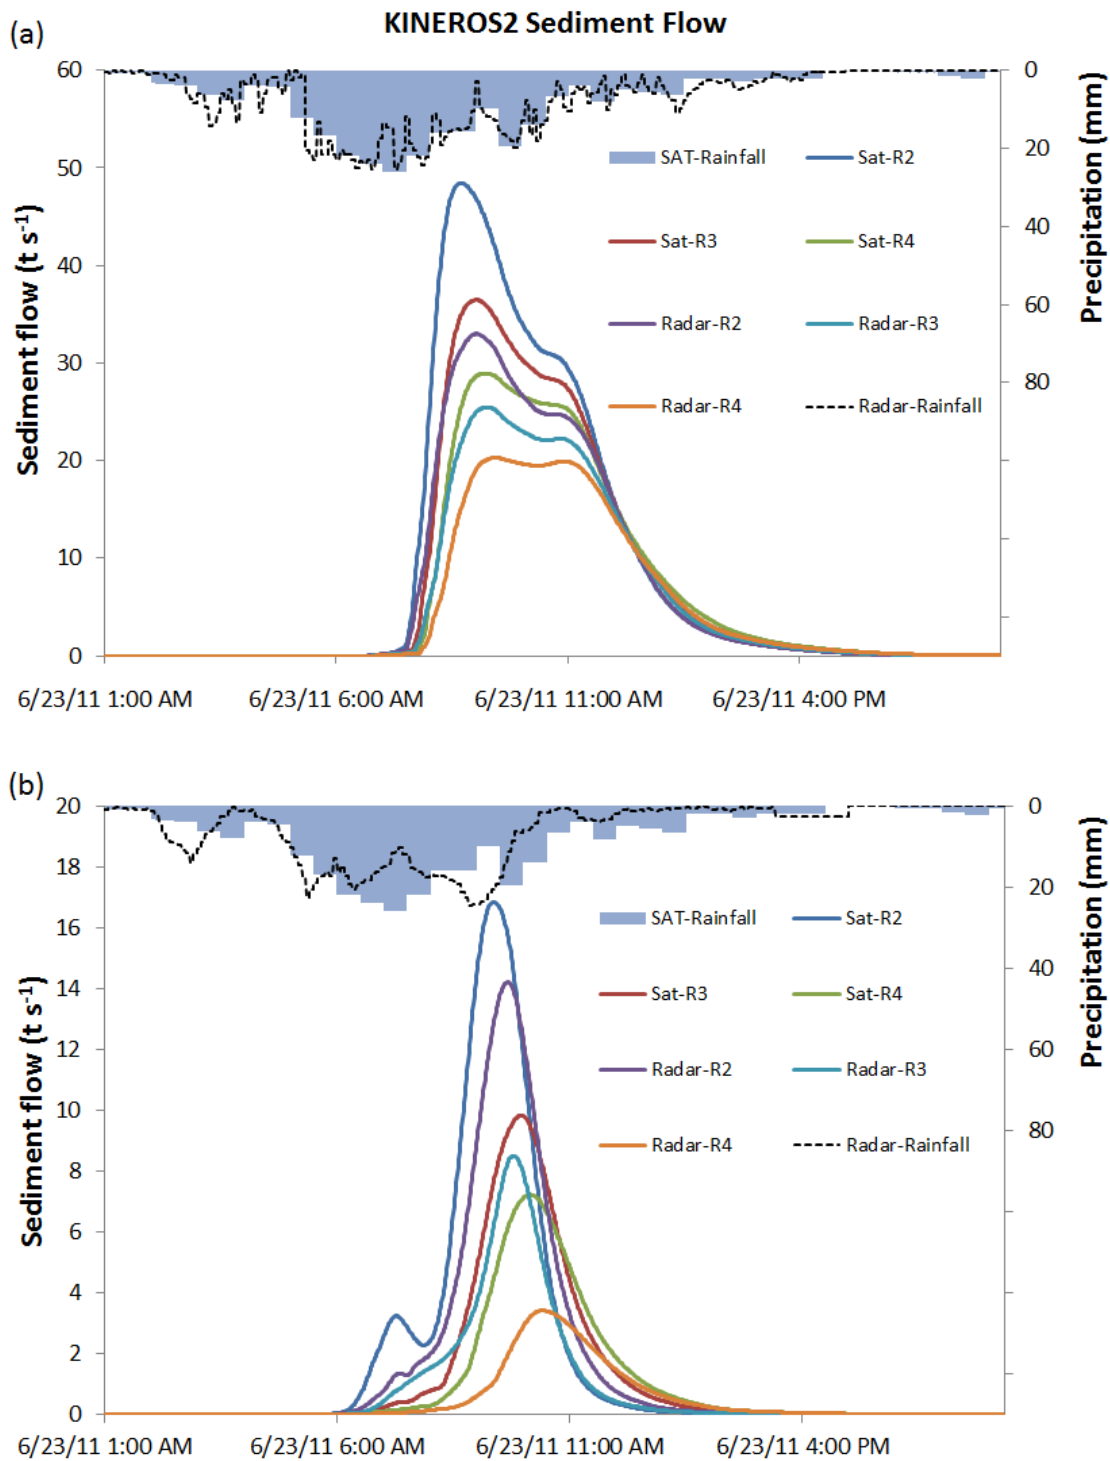 (a)
KINEROS2 Sediment Flow
60
50
40
30
20
10
0
Sediment flow (t s-1)
0
20
40
60
80
Precipitation (mm)
SAT-Rainfall
Sat-R2
Sat-R3
Sat-R4
Radar-R2
Radar-R3
Radar-R4
Radar-Rainfall
6/23/11 1:00 AM
6/23/11 6:00 AM
6/23/11 11:00 AM
6/23/11 4:00 PM
(b)
20
18
16
14
12
10
8
6
4
2
0
Sediment flow (t s-1)
0
20
40
60
80
Precipitation (mm)
SAT-Rainfall
Sat-R2
Sat-R3
Sat-R4
Radar-R2
Radar-R3
Radar-R4
Radar-Rainfall
6/23/11 1:00 AM
6/23/11 6:00 AM
6/23/11 11:00 AM
6/23/11 4:00 PM